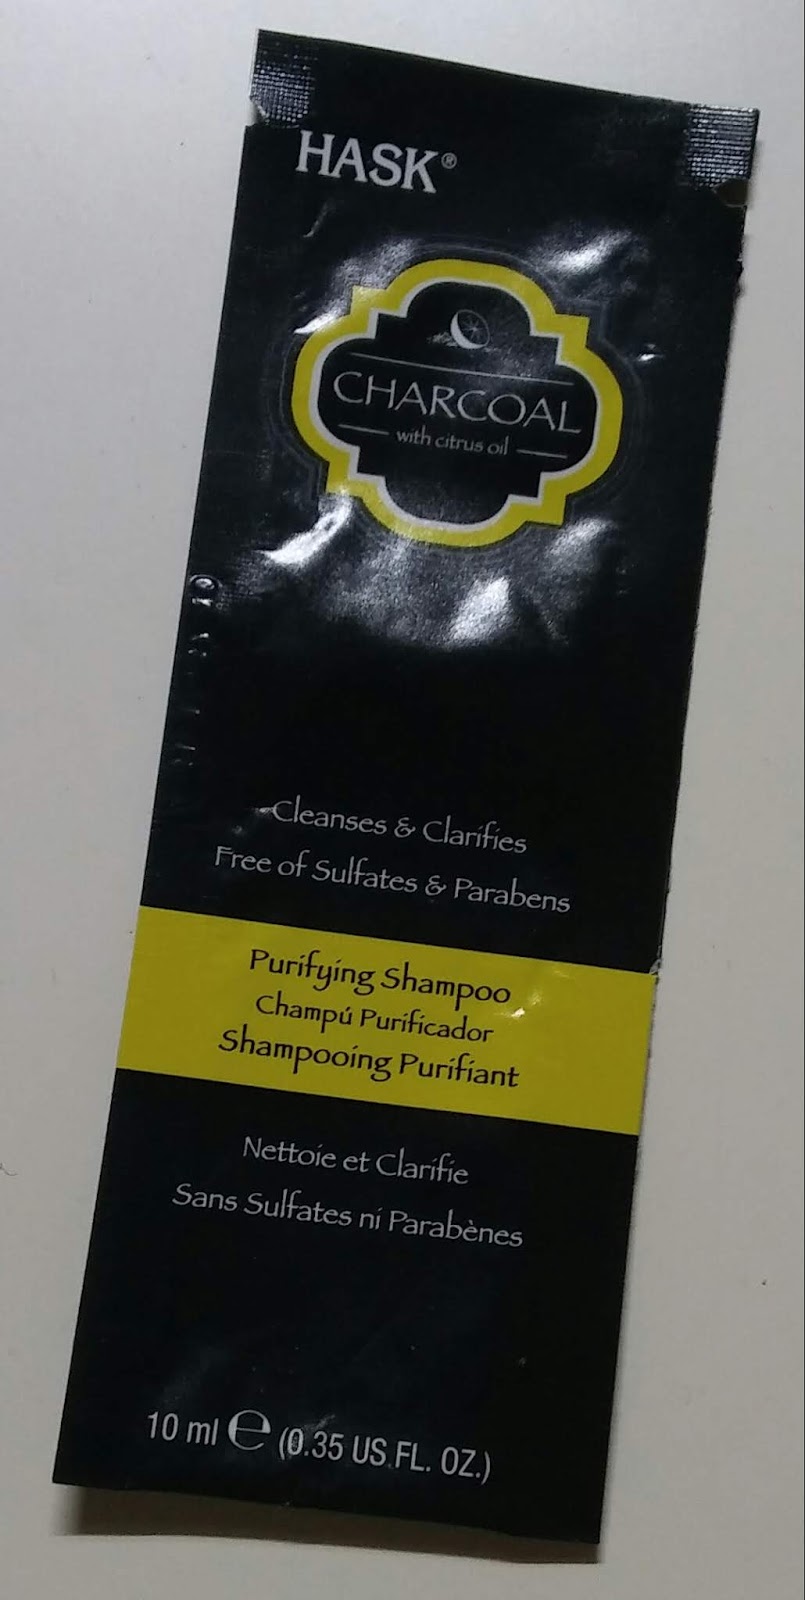 HASK®
CHARCOAL
with citrus oil
Cleanses & Clarifies
Free of Sulfates & Parabens
Purifying Shampoo
Champú Purificador
Shampooing Purifiant
Nettoie et Clarifie
Sans Sulfates ni Parabènes
10 ml ℮ (0.35 US FL. OZ.)